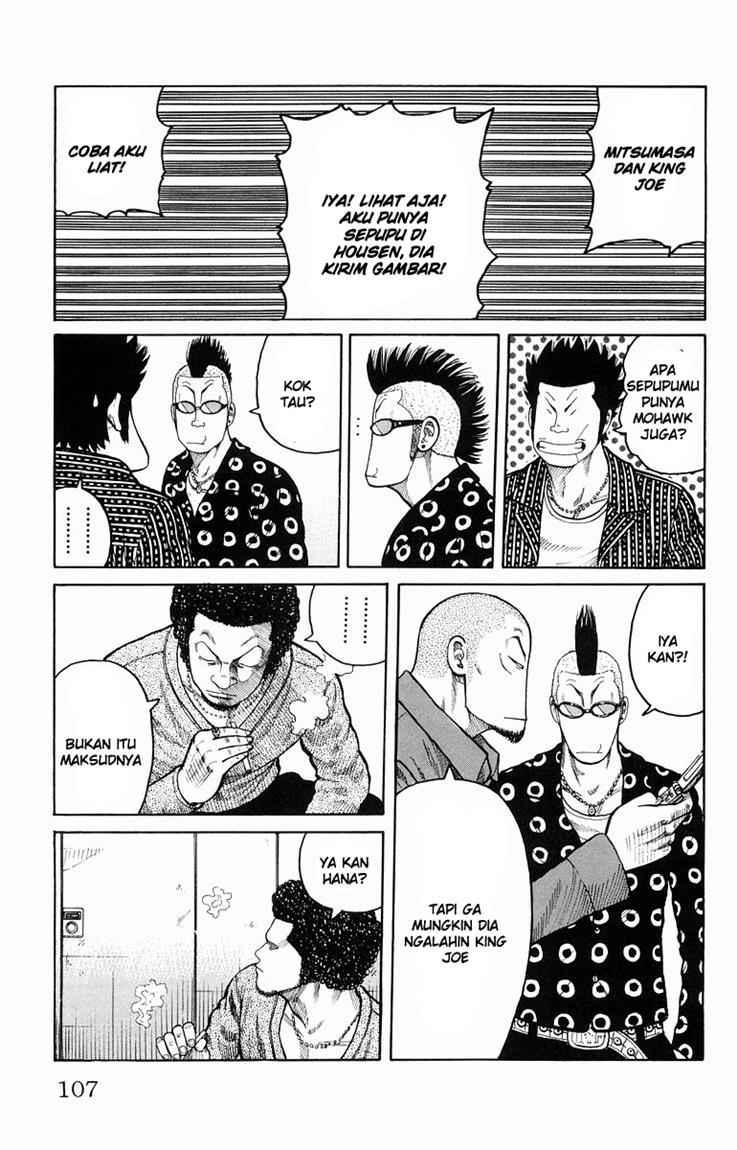 MITSUMASA
DAN KING
JOE
IYA! LIHAT AJA!
AKU PUNYA
SEPUPU DI
HOUSEN, DIA
KIRIM GAMBAR!
COBA AKU
LIAT!
APA
SEPUPUMU
PUNYA
MOHAWK
JUGA?
...
KOK
TAU?
........
IYA
KAN?!
TAPI GA
MUNGKIN DIA
NGALAHIN KING
JOE
........
BUKAN ITU
MAKSUDNYA
YA KAN
HANA?
107